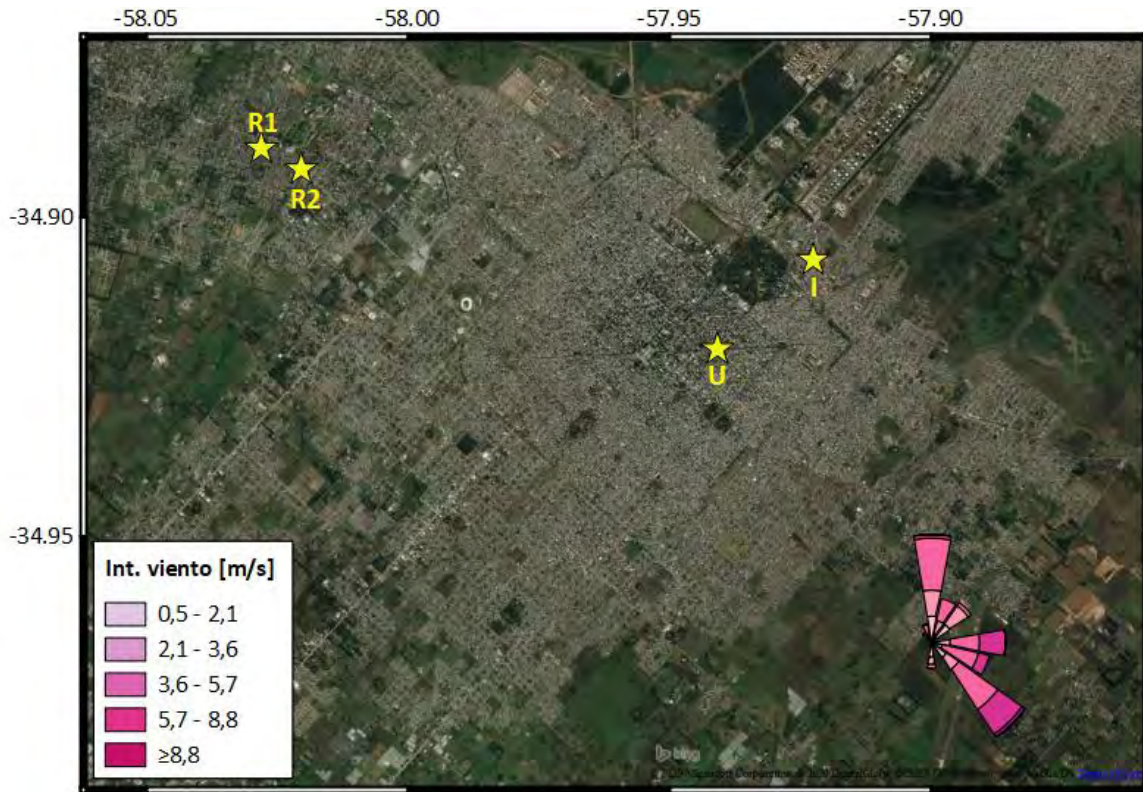 -58.05 -58.00 -57.95 -57.90
R1
R2
-34.90
I
U
-34.95
Int. viento [m/s]
0,5 - 2,1
2,1 - 3,6
3,6 - 5,7
5,7 - 8,8
≥8,8